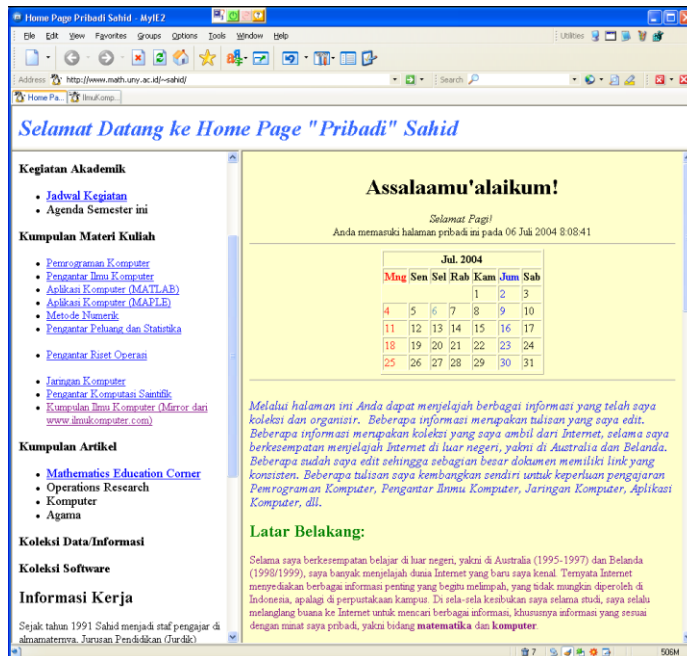 Home Page Pribadi Sahid - MyIE2
File Edit View Favorites Groups Options Tools Window Help
Utilities
Address http://www.math.uny.ac.id/~sahid/
Search
Home Pa... IlmuKomp...
Selamat Datang ke Home Page "Pribadi" Sahid
Kegiatan Akademik
Jadwal Kegiatan
Agenda Semester ini
Kumpulan Materi Kuliah
Pemrograman Komputer
Pengantar Ilmu Komputer
Aplikasi Komputer (MATLAB)
Aplikasi Komputer (MAPLE)
Metode Numerik
Pengantar Peluang dan Statistika
Pengantar Riset Operasi
Jaringan Komputer
Pengantar Komputasi Saintifik
Kumpulan Ilmu Komputer (Mirror dari
www.ilmukomputer.com)
Kumpulan Artikel
Mathematics Education Corner
Operations Research
Komputer
Agama
Koleksi Data/Informasi
Koleksi Software
Informasi Kerja
Sejak tahun 1991 Sahid menjadi staf pengajar di
almamaternya, Jurusan Pendidikan (Jurdik)
Assalaamu'alaikum!
Selamat Pagi!
Anda memasuki halaman pribadi ini pada 06 Juli 2004 8:08:41
Jul. 2004
Mng Sen Sel Rab Kam Jum Sab
1 2 3
4 5 6 7 8 9 10
11 12 13 14 15 16 17
18 19 20 21 22 23 24
25 26 27 28 29 30 31
Melalui halaman ini Anda dapat menjelajah berbagai informasi yang telah saya
koleksi dan organisir. Beberapa informasi merupakan tulisan yang saya edit.
Beberapa informasi merupakan koleksi yang saya ambil dari Internet, selama saya
berkesempatan menjelajah Internet di luar negeri, yakni di Australia dan Belanda.
Beberapa sudah saya edit sehingga sebagian besar dokumen memiliki link yang
konsisten. Beberapa tulisan saya kembangkan sendiri untuk keperluan pengajaran
Pemrograman Komputer, Pengantar Ilnmu Komputer, Jaringan Komputer, Aplikasi
Komputer, dll.
Latar Belakang:
Selama saya berkesempatan belajar di luar negeri, yakni di Australia (1995-1997) dan Belanda
(1998/1999), saya banyak menjelajah dunia Internet yang baru saya kenal. Ternyata Internet
menyediakan berbagai informasi penting yang begitu melimpah, yang tidak mungkin diperoleh di
Indonesia, apalagi di perpustakaan kampus. Di sela-sela kesibukan saya selama studi, saya selalu
melanglang buana ke Internet untuk mencari berbagai informasi, khususnya informasi yang sesuai
dengan minat saya pribadi, yakni bidang matematika dan komputer.
7
506M